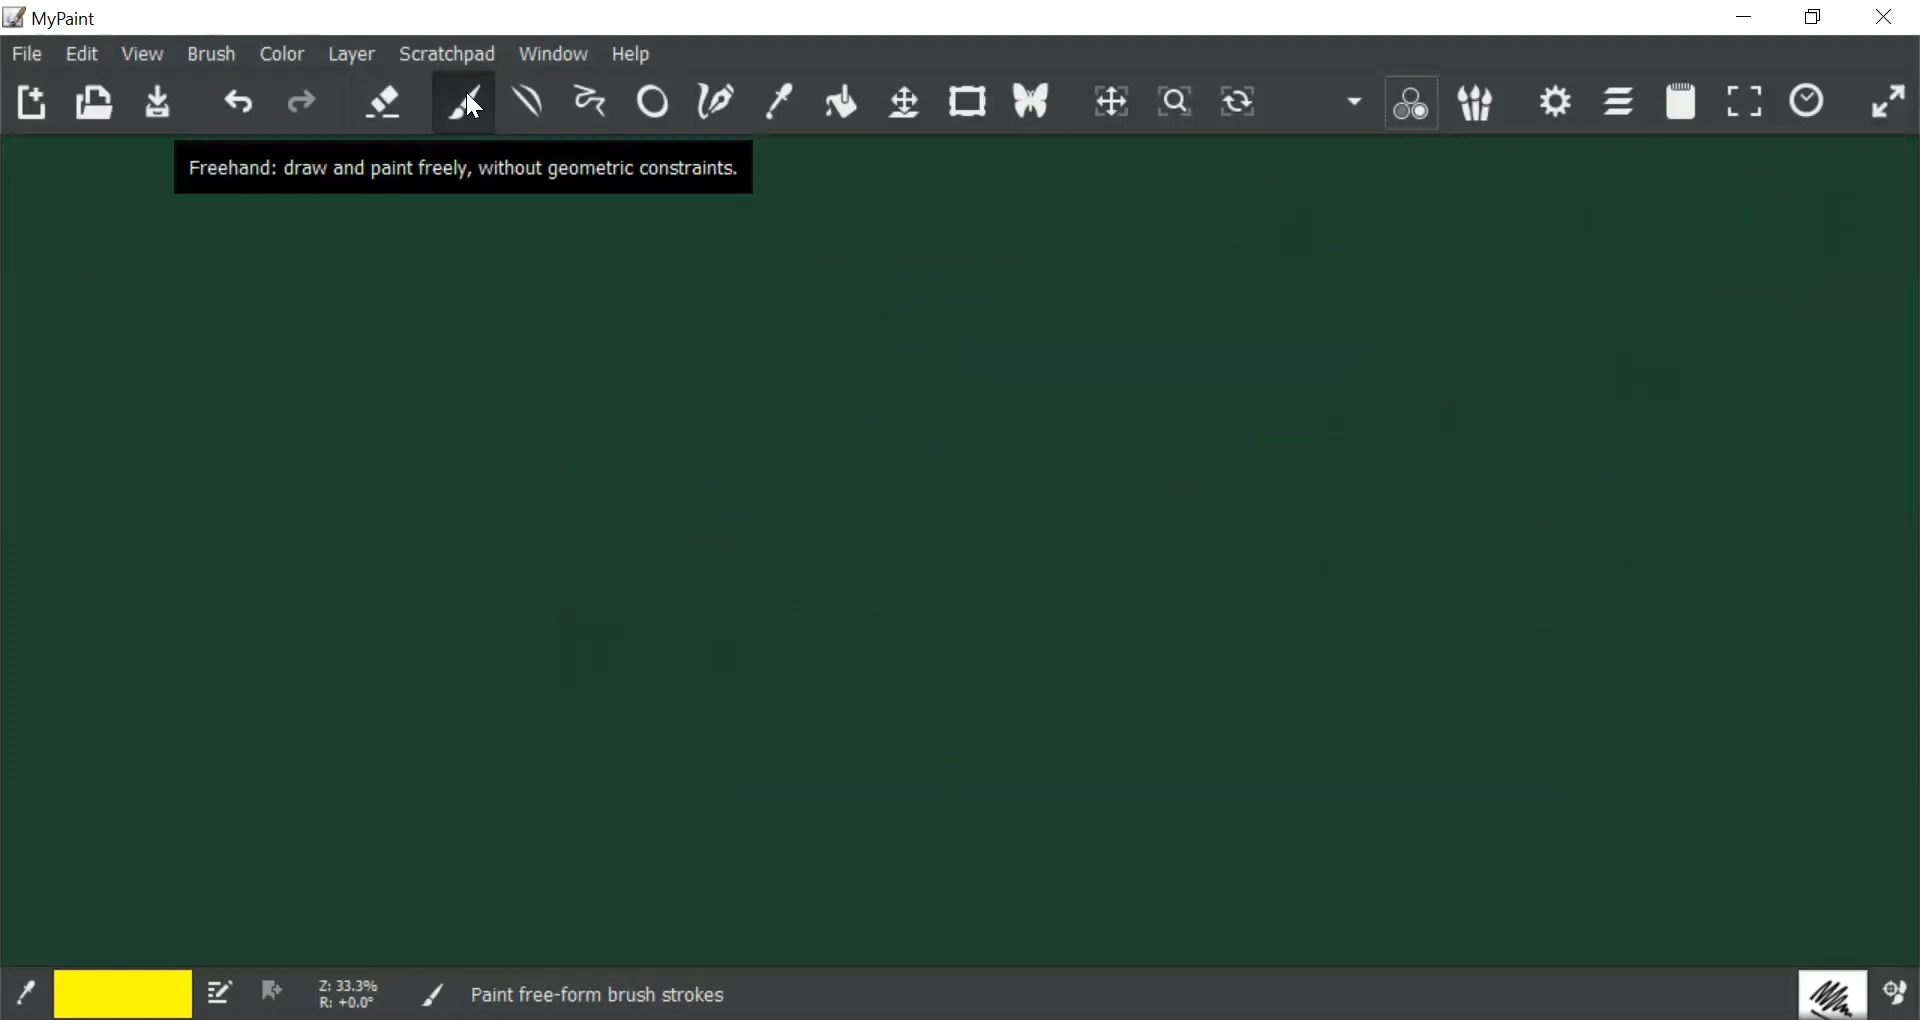 MyPaint
File Edit View Brush Color Layer Scratchpad Window Help
Freehand: draw and paint freely, without geometric constraints.
Z: 33.3%
R: +0.0°
Paint free-form brush strokes